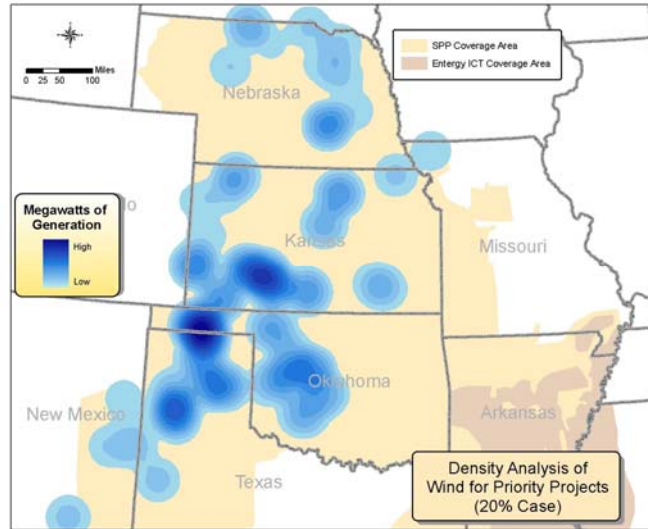 SPP Coverage Area
Entergy ICT Coverage Area
Miles
0 25 50 100
Nebraska
Megawatts of
Generation
High
Low
o
Kansas
Missouri
Oklahoma
New Mexico
Arkansas
Texas
Density Analysis of
Wind for Priority Projects
(20% Case)